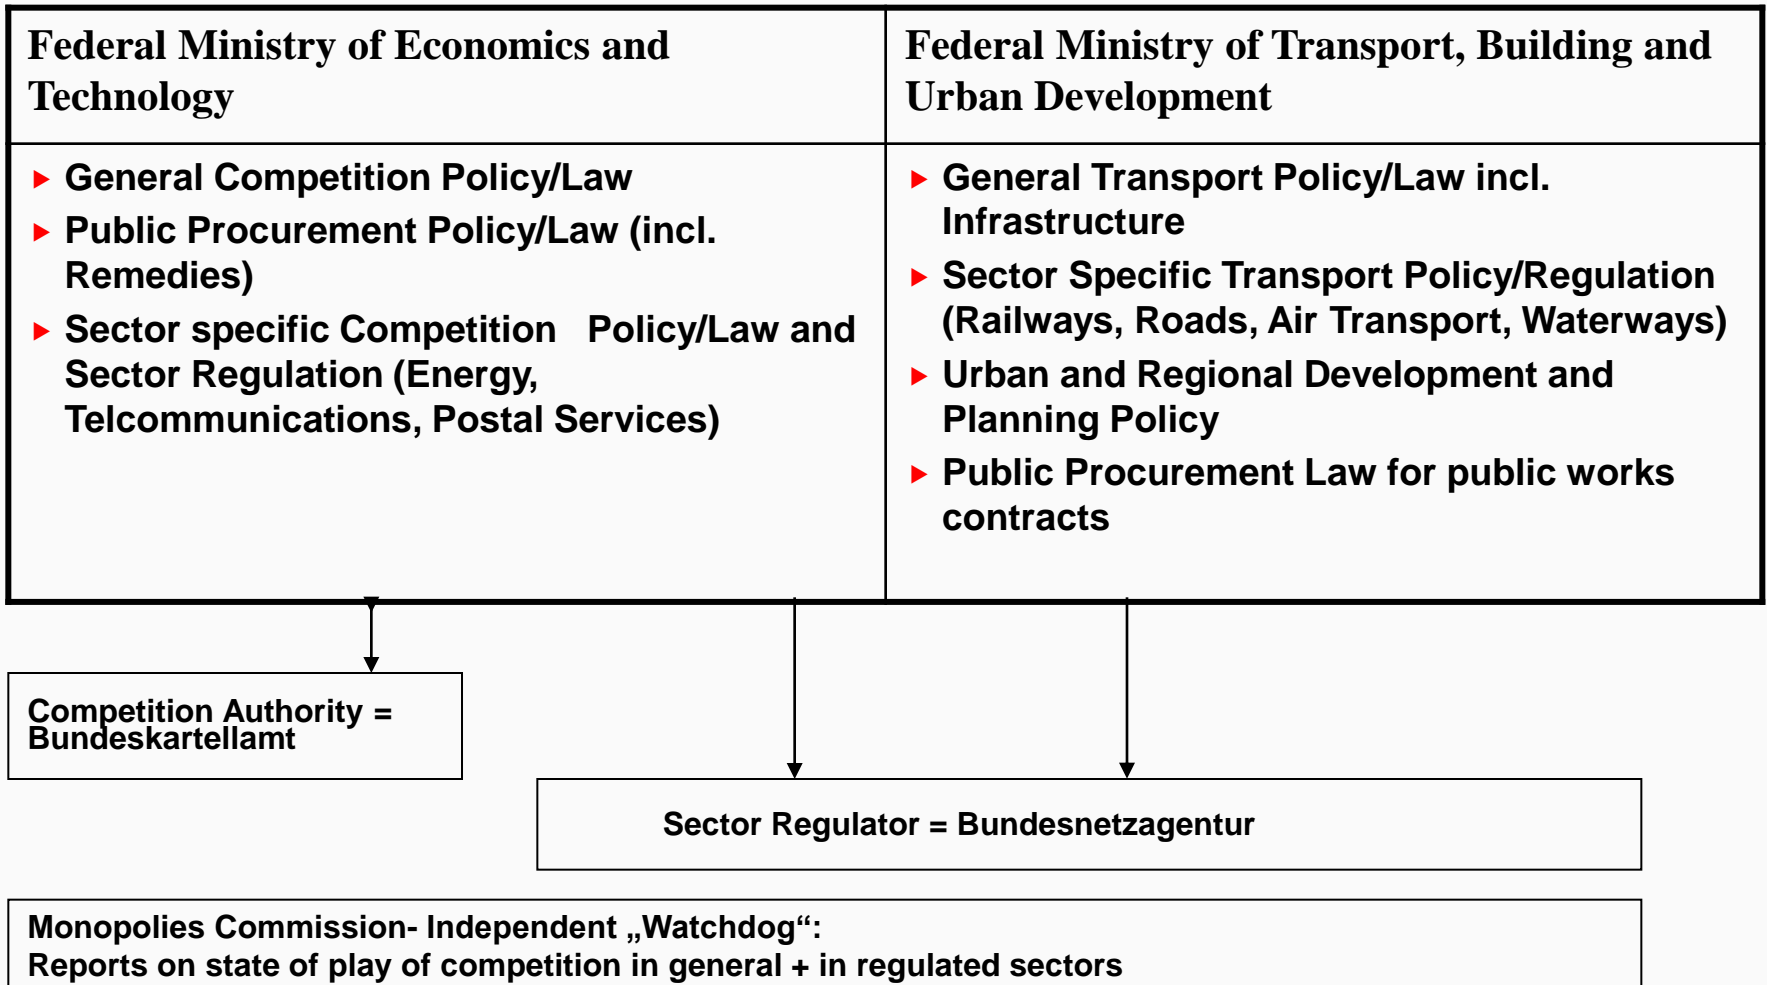 Federal Ministry of Economics and
Technology
Federal Ministry of Transport, Building and
Urban Development
General Competition Policy/Law
Public Procurement Policy/Law (incl.
Remedies)
Sector specific Competition Policy/Law and
Sector Regulation (Energy,
Telcommunications, Postal Services)
General Transport Policy/Law incl.
Infrastructure
Sector Specific Transport Policy/Regulation
(Railways, Roads, Air Transport, Waterways)
Urban and Regional Development and
Planning Policy
Public Procurement Law for public works
contracts
Competition Authority =
Bundeskartellamt
Sector Regulator = Bundesnetzagentur
Monopolies Commission- Independent „Watchdog“:
Reports on state of play of competition in general + in regulated sectors